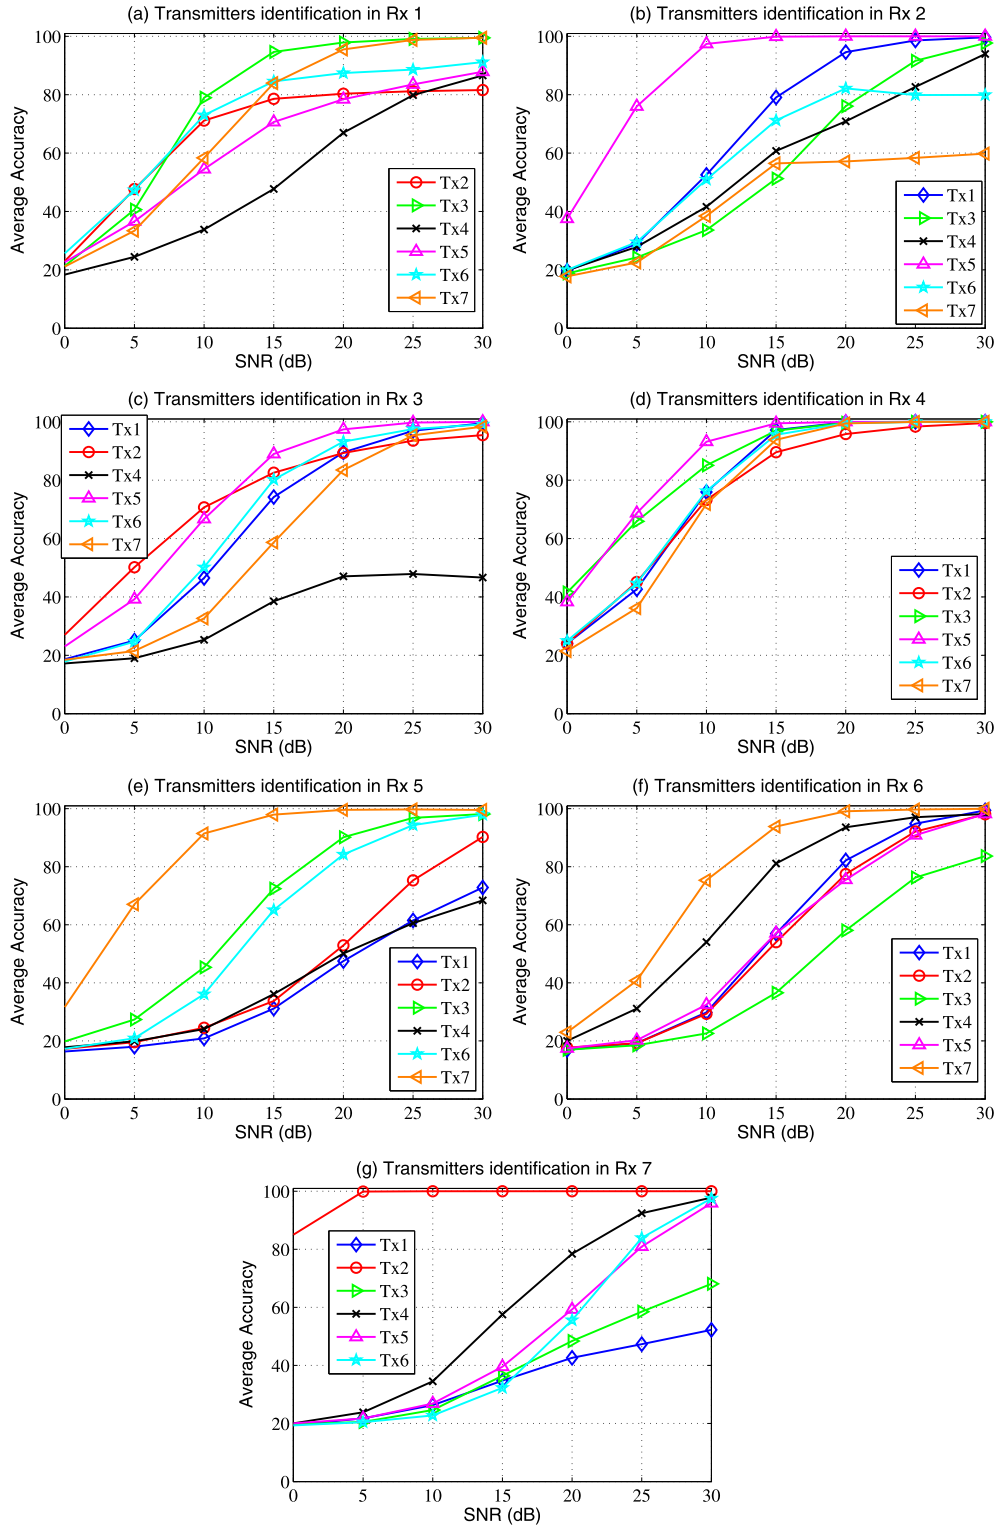 (a) Transmitters identification in Rx 1
Average Accuracy
100
80
60
40
20
0
0 5 10 15 20 25 30
SNR (dB)
Tx2
Tx3
Tx4
Tx5
Tx6
Tx7
(b) Transmitters identification in Rx 2
Average Accuracy
100
80
60
40
20
0
0 5 10 15 20 25 30
SNR (dB)
Tx1
Tx3
Tx4
Tx5
Tx6
Tx7
(c) Transmitters identification in Rx 3
Average Accuracy
100
80
60
40
20
0
0 5 10 15 20 25 30
SNR (dB)
Tx1
Tx2
Tx4
Tx5
Tx6
Tx7
(d) Transmitters identification in Rx 4
Average Accuracy
100
80
60
40
20
0
0 5 10 15 20 25 30
SNR (dB)
Tx1
Tx2
Tx3
Tx5
Tx6
Tx7
(e) Transmitters identification in Rx 5
Average Accuracy
100
80
60
40
20
0
0 5 10 15 20 25 30
SNR (dB)
Tx1
Tx2
Tx3
Tx4
Tx6
Tx7
(f) Transmitters identification in Rx 6
Average Accuracy
100
80
60
40
20
0
0 5 10 15 20 25 30
SNR (dB)
Tx1
Tx2
Tx3
Tx4
Tx5
Tx7
(g) Transmitters identification in Rx 7
Average Accuracy
100
80
60
40
20
0
0 5 10 15 20 25 30
SNR (dB)
Tx1
Tx2
Tx3
Tx4
Tx5
Tx6